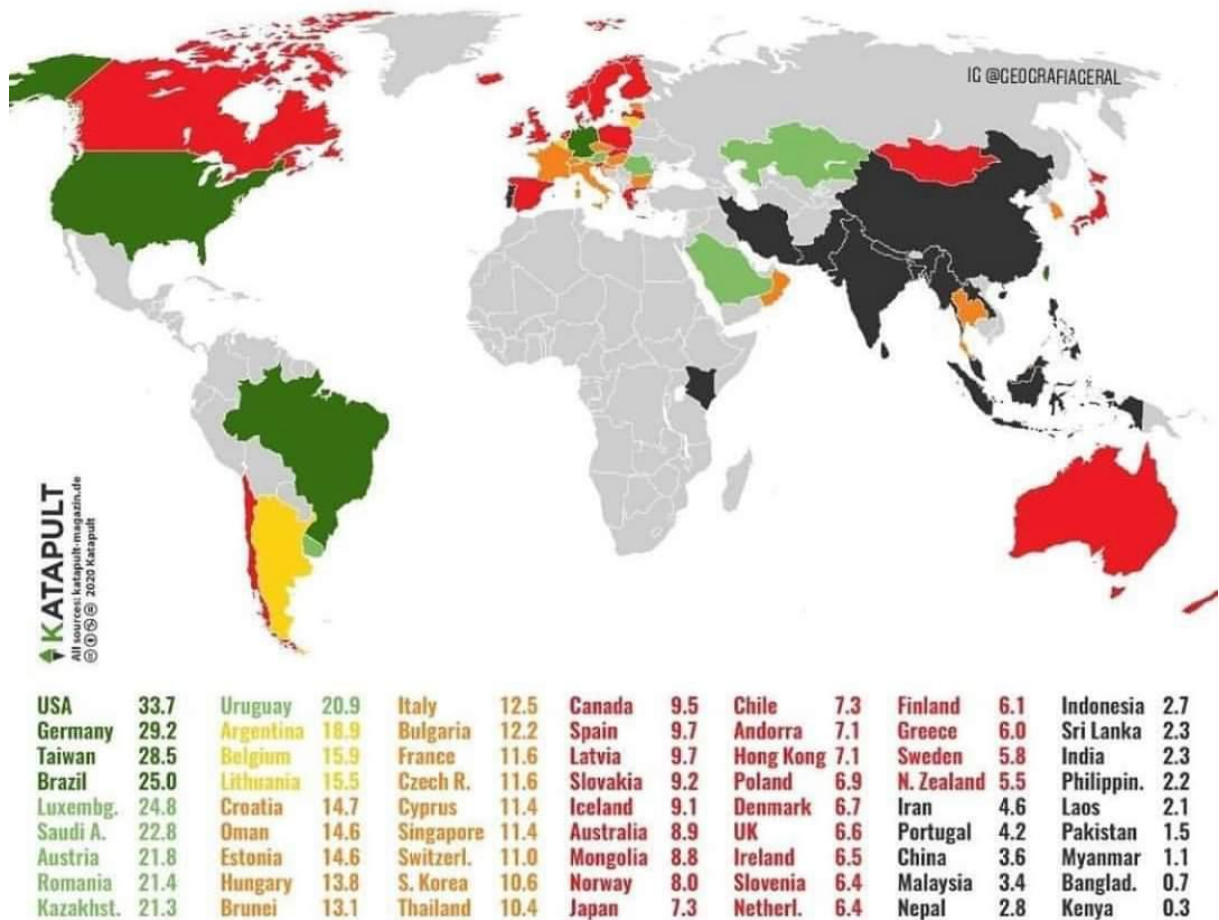 IG @GEOGRAFIAGERAL
KATAPULT
All sources: katapult-magazin.de
2020 Katapult
USA 33.7
Germany 29.2
Taiwan 28.5
Brazil 25.0
Luxembg. 24.8
Saudi A. 22.8
Austria 21.8
Romania 21.4
Kazakhst. 21.3
Uruguay 20.9
Argentina 18.9
Belgium 15.9
Lithuania 15.5
Croatia 14.7
Oman 14.6
Estonia 14.6
Hungary 13.8
Brunei 13.1
Italy 12.5
Bulgaria 12.2
France 11.6
Czech R. 11.6
Cyprus 11.4
Singapore 11.4
Switzerl. 11.0
S. Korea 10.6
Thailand 10.4
Canada 9.5
Spain 9.7
Latvia 9.7
Slovakia 9.2
Iceland 9.1
Australia 8.9
Mongolia 8.8
Norway 8.0
Japan 7.3
Chile 7.3
Andorra 7.1
Hong Kong 7.1
Poland 6.9
Denmark 6.7
UK 6.6
Ireland 6.5
Slovenia 6.4
Netherl. 6.4
Finland 6.1
Greece 6.0
Sweden 5.8
N. Zealand 5.5
Iran 4.6
Portugal 4.2
China 3.6
Malaysia 3.4
Nepal 2.8
Indonesia 2.7
Sri Lanka 2.3
India 2.3
Philippin. 2.2
Laos 2.1
Pakistan 1.5
Myanmar 1.1
Banglad. 0.7
Kenya 0.3